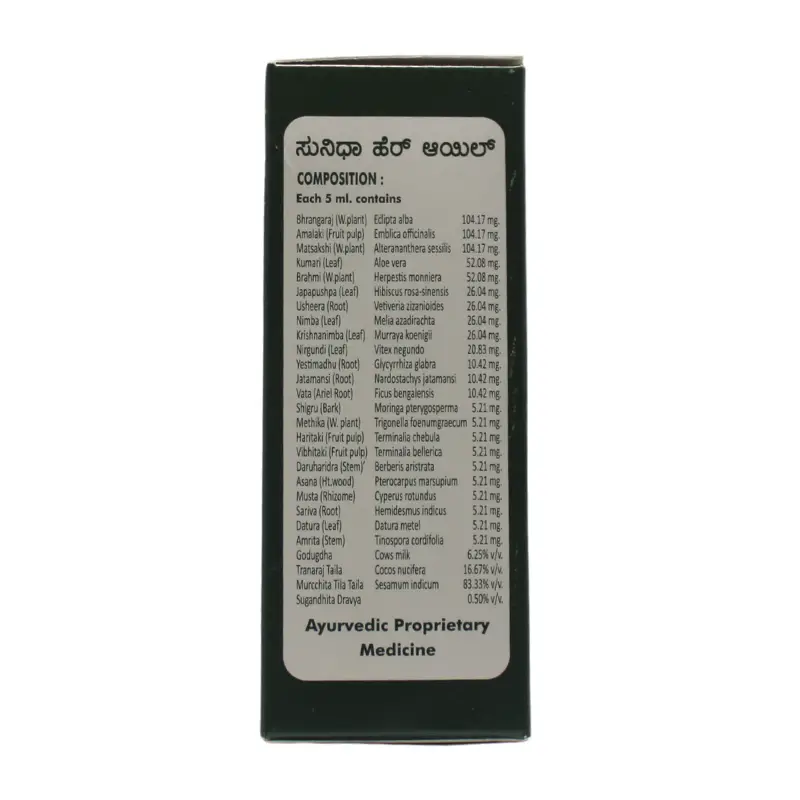 ಸುನಿಧಾ ಹೆರ್ ಆಯಿಲ್
COMPOSITION :
Each 5 ml. contains
Bhrangaraj (W.plant) Eclipta alba 104.17 mg.
Amalaki (Fruit pulp) Emblica officinalis 104.17 mg.
Matsakshi (W.plant) Alterananthera sessilis 104.17 mg.
Kumari (Leaf) Aloe vera 52.08 mg.
Brahmi (W.plant) Herpestis monniera 52.08 mg.
Japapushpa (Leaf) Hibiscus rosa-sinensis 26.04 mg.
Usheera (Root) Vetiveria zizanioides 26.04 mg.
Nimba (Leaf) Melia azadirachta 26.04 mg.
Krishnanimba (Leaf) Murraya koenigii 26.04 mg.
Nirgundi (Leaf) Vitex negundo 20.83 mg.
Yestimadhu (Root) Glycyrrhiza glabra 10.42 mg.
Jatamansi (Root) Nardostachys jatamansi 10.42 mg.
Vata (Ariel Root) Ficus bengalensis 10.42 mg.
Shigru (Bark) Moringa pterygosperma 5.21 mg.
Methika (W. plant) Trigonella foenumgraecum 5.21 mg.
Haritaki (Fruit pulp) Terminalia chebula 5.21 mg.
Vibhitaki (Fruit pulp) Terminalia bellerica 5.21 mg.
Daruharidra (Stem)' Berberis aristrata 5.21 mg.
Asana (Ht.wood) Pterocarpus marsupium 5.21 mg.
Musta (Rhizome) Cyperus rotundus 5.21 mg.
Sariva (Root) Hemidesmus indicus 5.21 mg.
Datura (Leaf) Datura metel 5.21 mg.
Amrita (Stem) Tinospora cordifolia 5.21 mg.
Godugdha Cows milk 6.25% v/v.
Tranaraj Taila Cocos nucifera 16.67% v/v.
Murcchita Tila Taila Sesamum indicum 83.33% v/v.
Sugandhita Dravya 0.50% v/v.
Ayurvedic Proprietary
Medicine